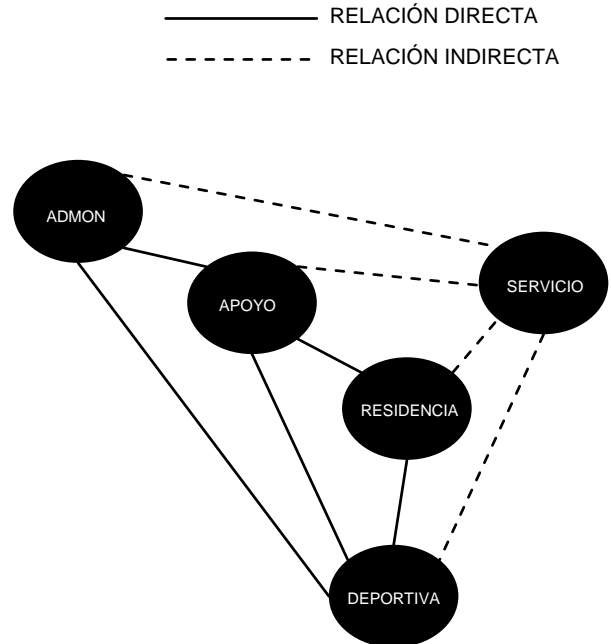 RELACIÓN DIRECTA
RELACIÓN INDIRECTA
ADMON
SERVICIO
APOYO
RESIDENCIA
DEPORTIVA